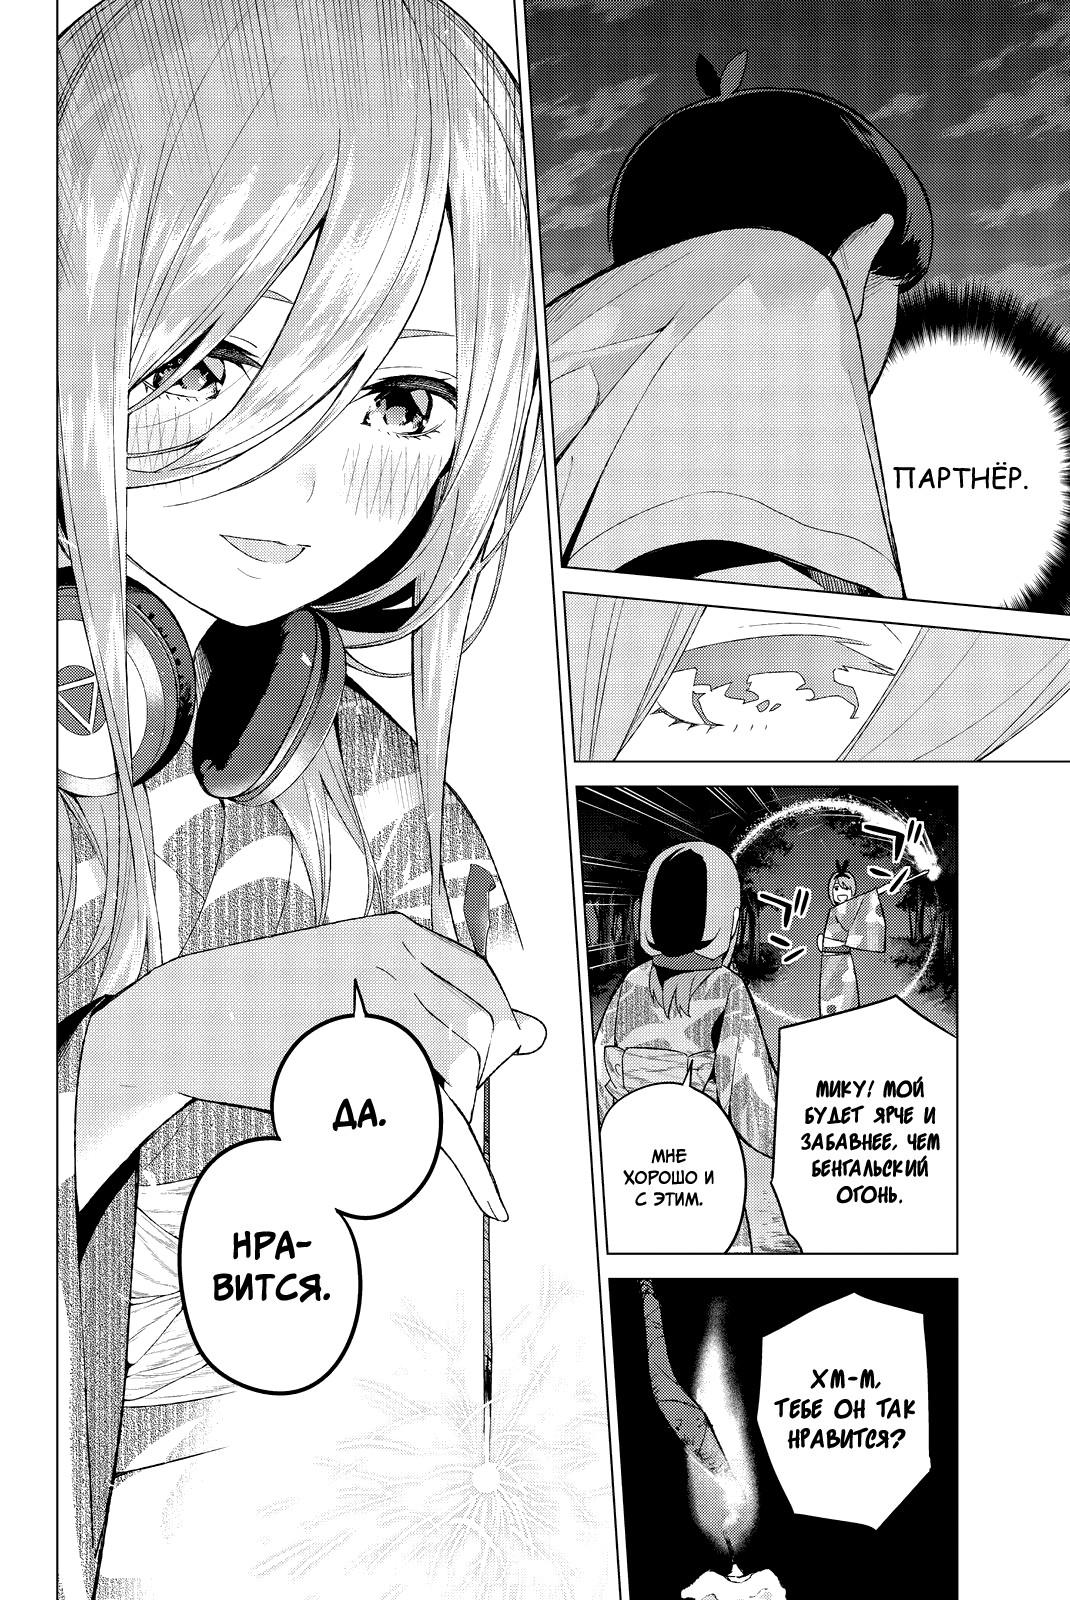 ПАРТНЁР.
МИКУ! МОЙ
БУДЕТ ЯРЧЕ И
ЗАБАВНЕЕ, ЧЕМ
БЕНГАЛЬСКИЙ
ОГОНЬ.
МНЕ
ХОРОШО И
С ЭТИМ.
ХМ-М,
ТЕБЕ ОН ТАК
НРАВИТСЯ?
ДА.
НРА-
ВИТСЯ.